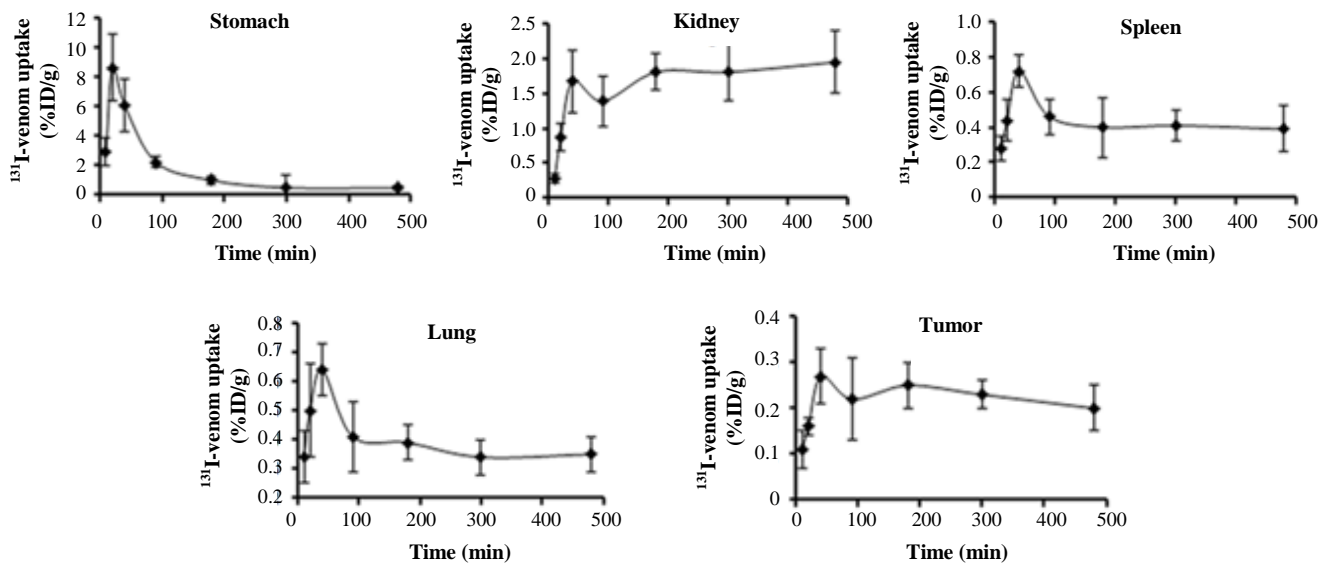 Stomach
¹³¹I-venom uptake
(%ID/g)
12
10
8
6
4
2
0
0 100 200 300 400 500
Time (min)
Kidney
¹³¹I-venom uptake
(%ID/g)
2.5
2.0
1.5
1.0
0.5
0
0 100 200 300 400 500
Time (min)
Spleen
¹³¹I-venom uptake
(%ID/g)
1.0
0.8
0.6
0.4
0.2
0
0 100 200 300 400 500
Time (min)
Lung
¹³¹I-venom uptake
(%ID/g)
0.8
0.7
0.6
0.5
0.4
0.3
0.2
0 100 200 300 400 500
Time (min)
Tumor
¹³¹I-venom uptake
(%ID/g)
0.4
0.3
0.2
0.1
0
0 100 200 300 400 500
Time (min)